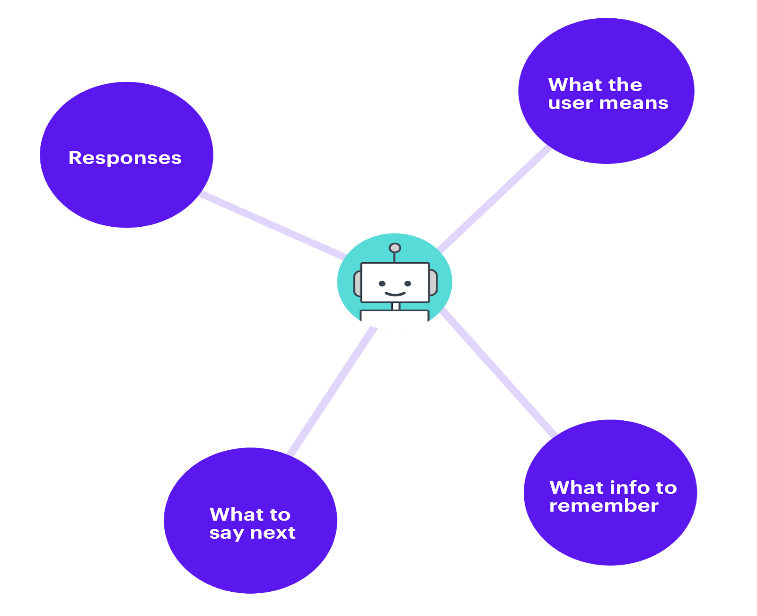 What the
user means
Responses
What info to
remember
What to
say next